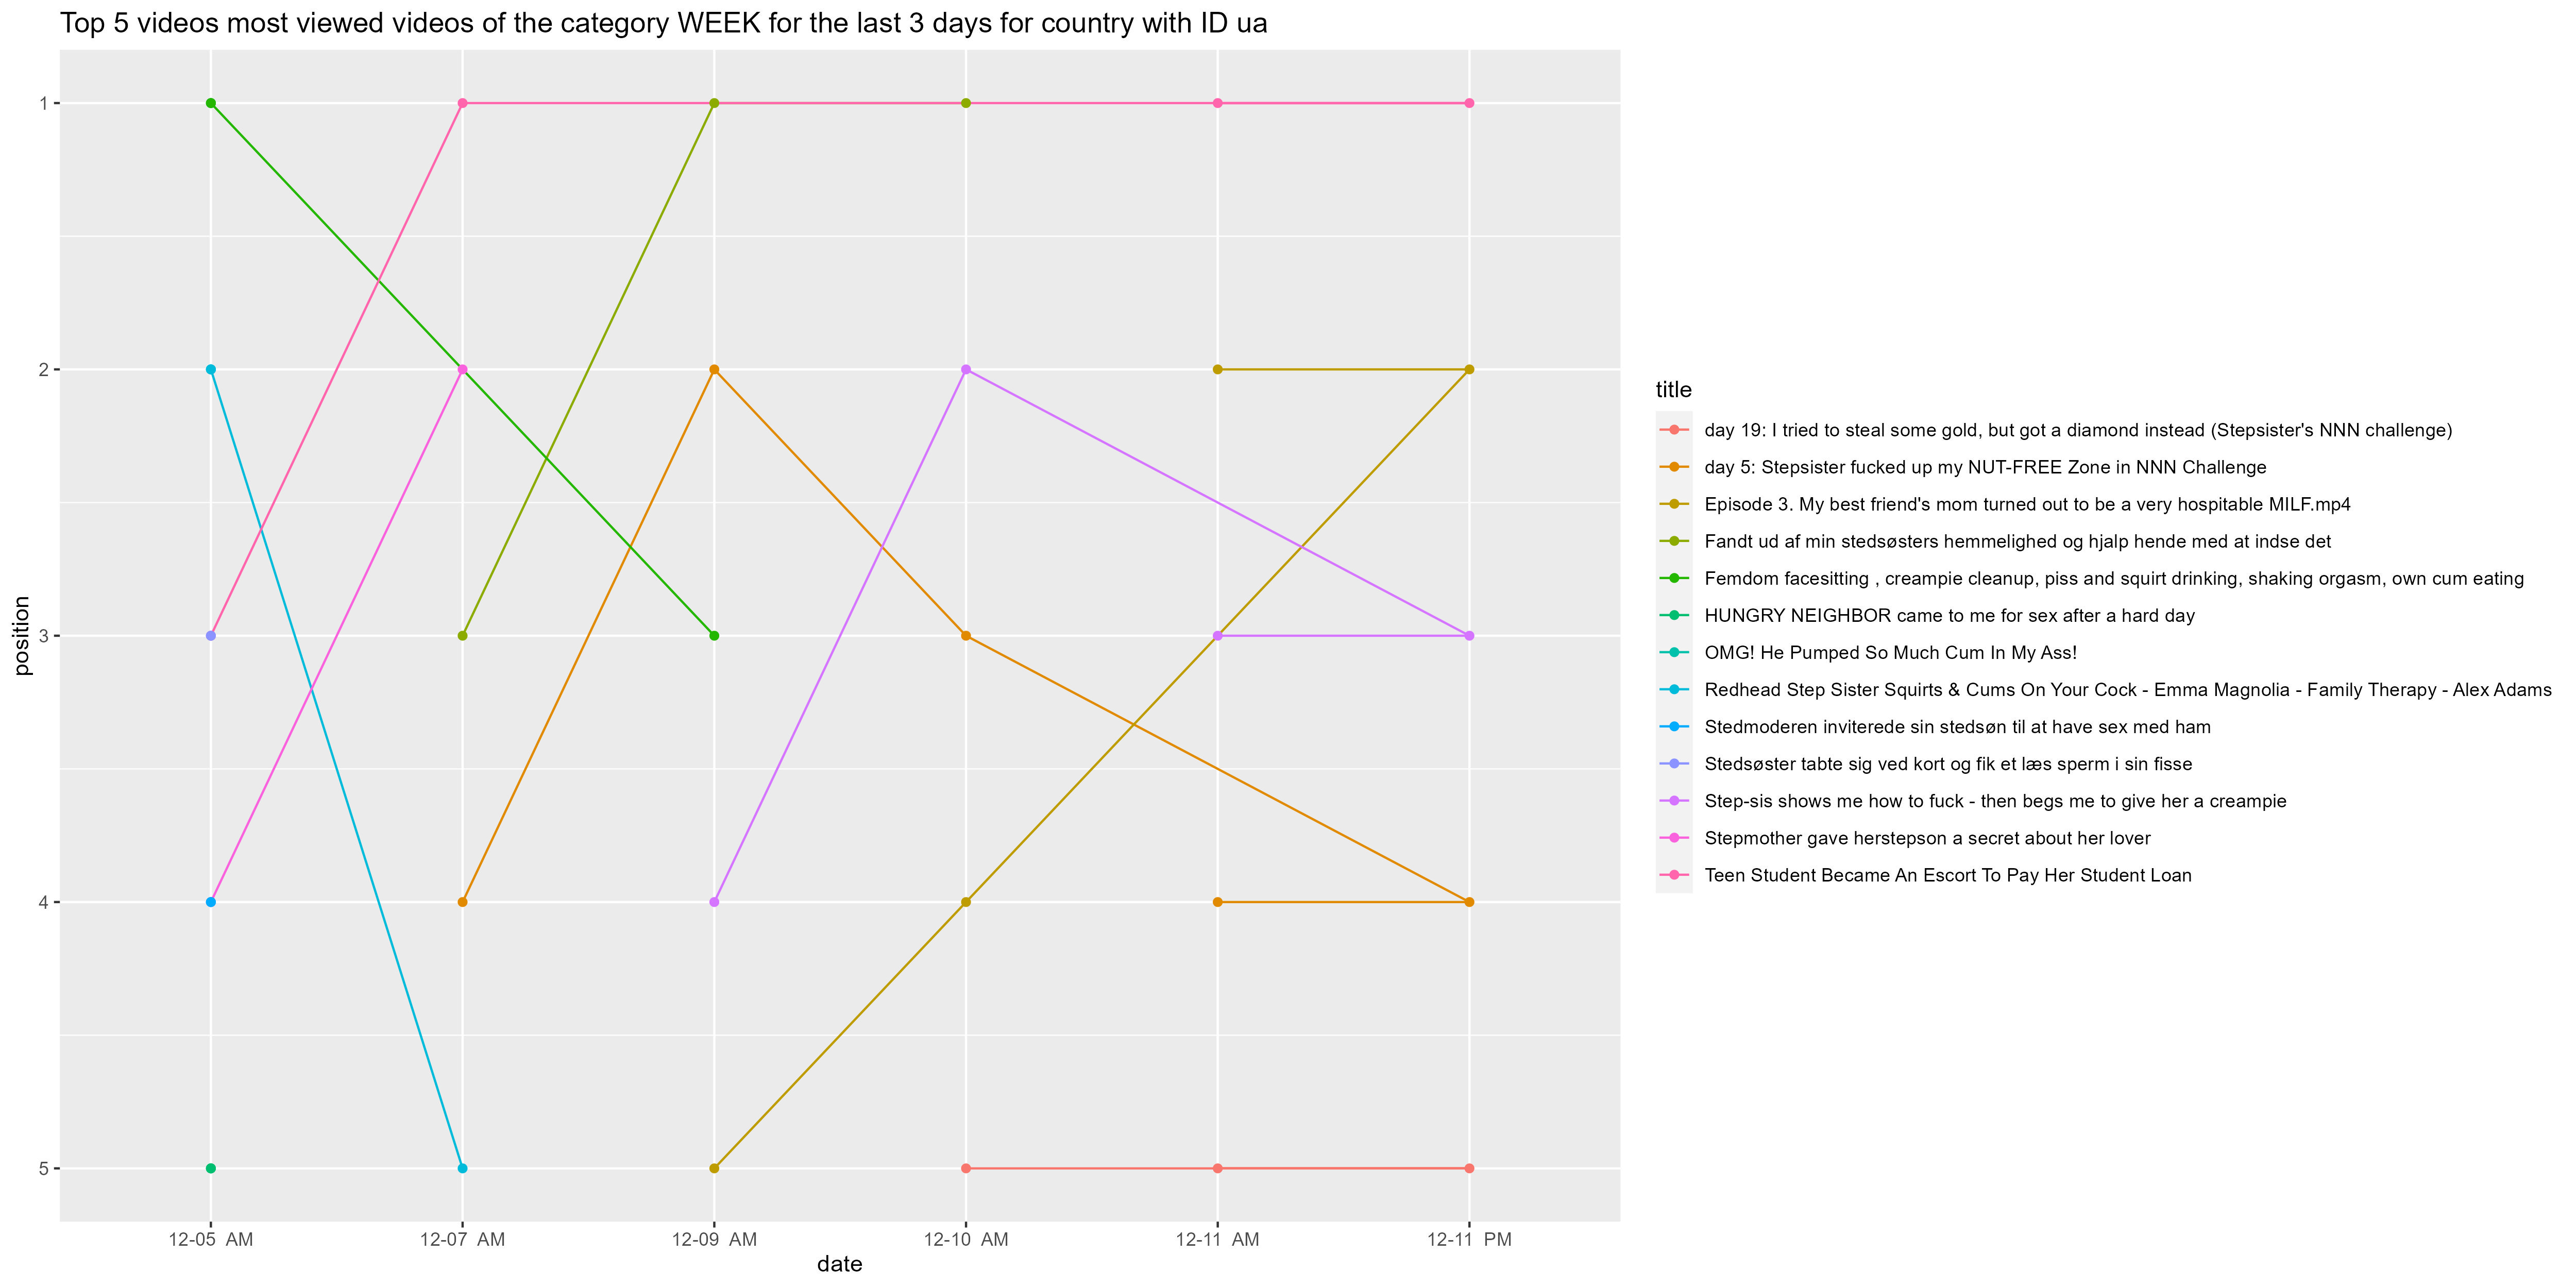 Top 5 videos most viewed videos of the category WEEK for the last 3 days for country with ID ua
position
1
2
3
4
5
12-05 AM
12-07 AM
12-09 AM
12-10 AM
12-11 AM
12-11 PM
date
title
day 19: I tried to steal some gold, but got a diamond instead (Stepsister's NNN challenge)
day 5: Stepsister fucked up my NUT-FREE Zone in NNN Challenge
Episode 3. My best friend's mom turned out to be a very hospitable MILF.mp4
Fandt ud af min stedsøsters hemmelighed og hjalp hende med at indse det
Femdom facesitting , creampie cleanup, piss and squirt drinking, shaking orgasm, own cum eating
HUNGRY NEIGHBOR came to me for sex after a hard day
OMG! He Pumped So Much Cum In My Ass!
Redhead Step Sister Squirts & Cums On Your Cock - Emma Magnolia - Family Therapy - Alex Adams
Stedmoderen inviterede sin stedsøn til at have sex med ham
Stedsøster tabte sig ved kort og fik et læs sperm i sin fisse
Step-sis shows me how to fuck - then begs me to give her a creampie
Stepmother gave herstepson a secret about her lover
Teen Student Became An Escort To Pay Her Student Loan